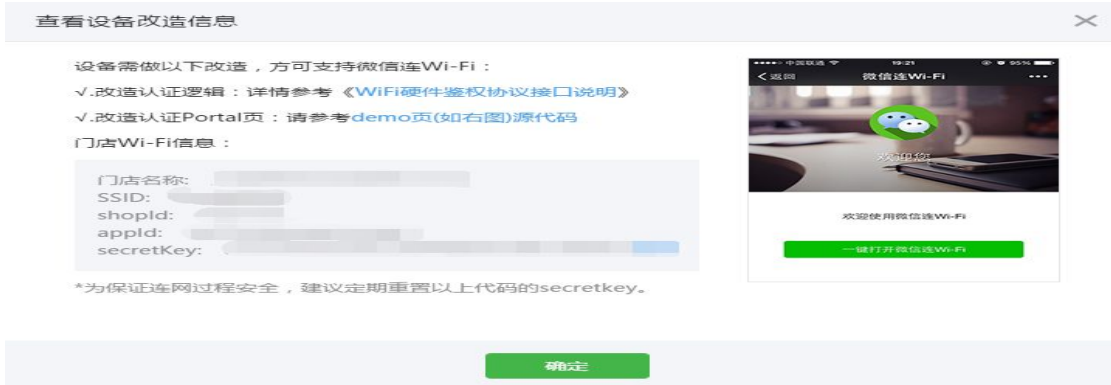 查看设备改造信息
设备需做以下改造，方可支持微信连Wi-Fi：
√.改造认证逻辑：详情参考《WiFi硬件鉴权协议接口说明》
√.改造认证Portal页：请参考demo页(如右图)源代码
门店Wi-Fi信息：
门店名称:
SSID:
shopId:
appId:
secretKey:
*为保证连网过程安全，建议定期重置以上代码的secretkey。
中国联通 19:21 95%
返回 微信连Wi-Fi
欢迎您
欢迎使用微信连Wi-Fi
一键打开微信连Wi-Fi
确定